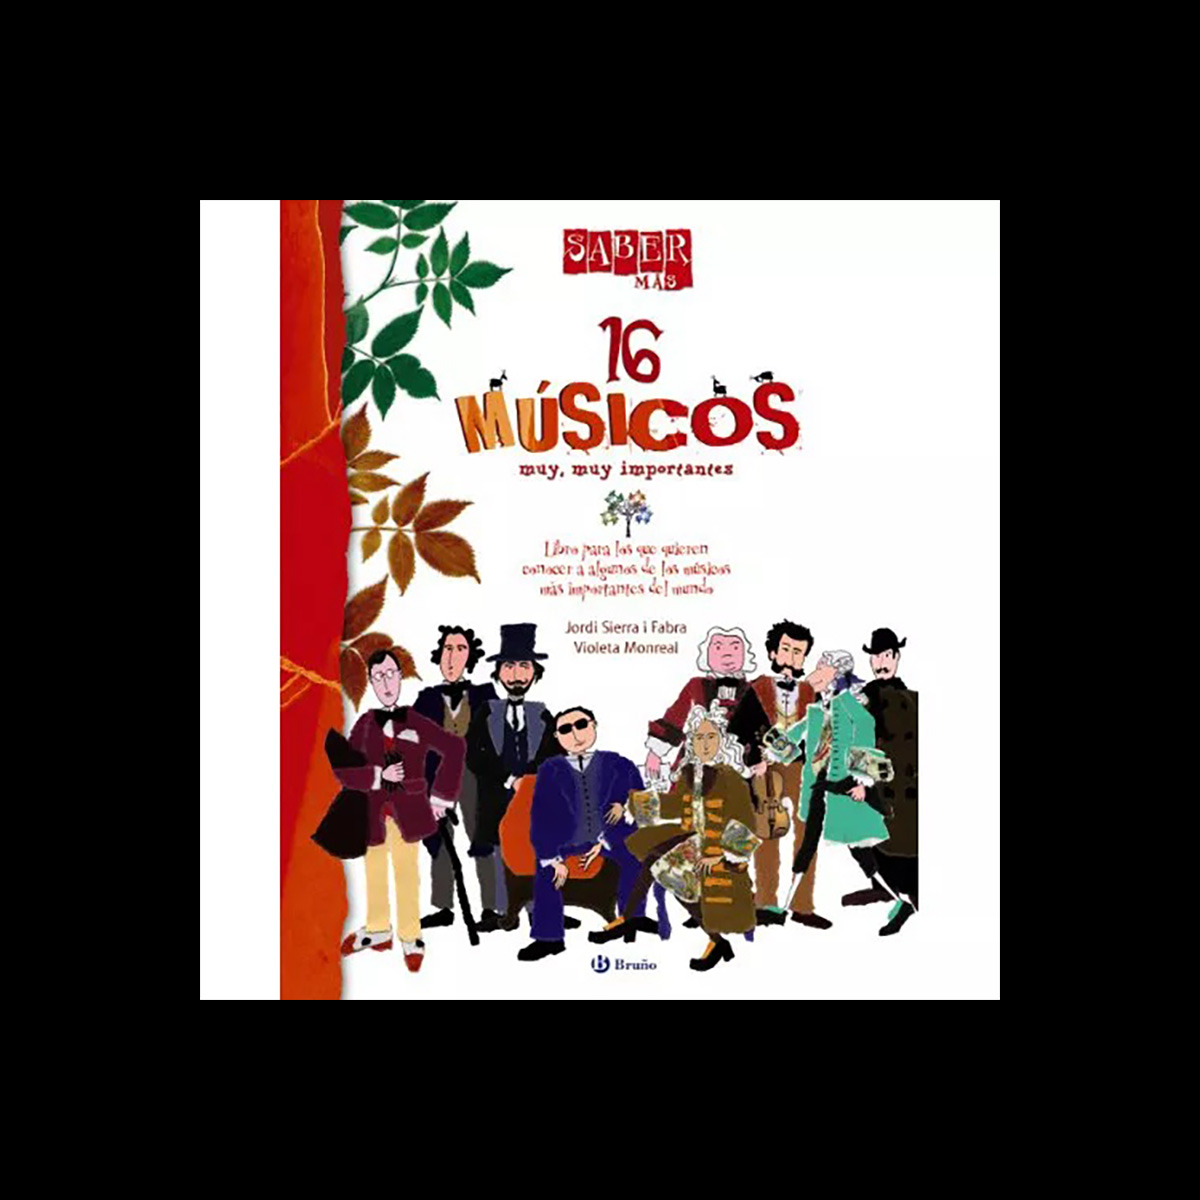 SABER
MÁS
16
MÚSICOS
muy, muy importantes
Libro para los que quieren
conocer a algunos de los músicos
más importantes del mundo
Jordi Sierra i Fabra
Violeta Monreal
B Bruño